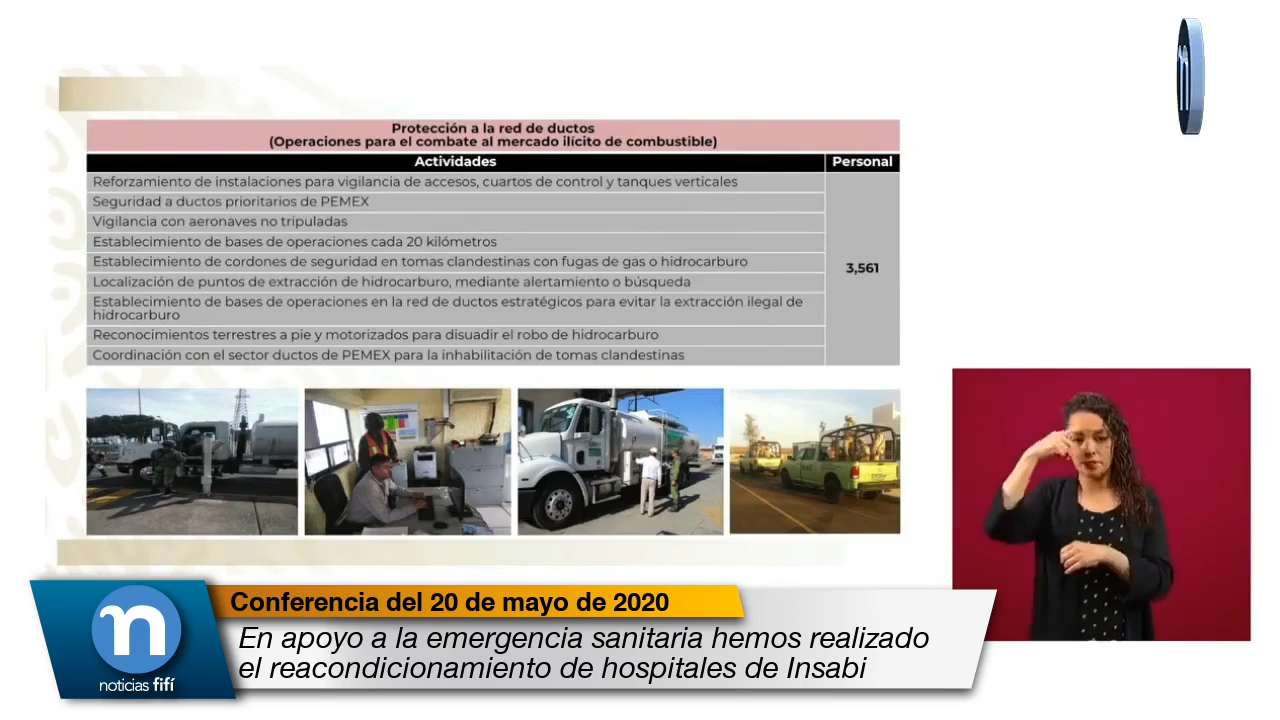 n
Protección a la red de ductos
(Operaciones para el combate al mercado ilícito de combustible)
Actividades Personal
Reforzamiento de instalaciones para vigilancia de accesos, cuartos de control y tanques verticales
Seguridad a ductos prioritarios de PEMEX
Vigilancia con aeronaves no tripuladas
Establecimiento de bases de operaciones cada 20 kilómetros
Establecimiento de cordones de seguridad en tomas clandestinas con fugas de gas o hidrocarburo
3,561
Localización de puntos de extracción de hidrocarburo, mediante alertamiento o búsqueda
Establecimiento de bases de operaciones en la red de ductos estratégicos para evitar la extracción ilegal de
hidrocarburo
Reconocimientos terrestres a pie y motorizados para disuadir el robo de hidrocarburo
Coordinación con el sector ductos de PEMEX para la inhabilitación de tomas clandestinas
Conferencia del 20 de mayo de 2020
En apoyo a la emergencia sanitaria hemos realizado
el reacondicionamiento de hospitales de Insabi
n
noticias fifí